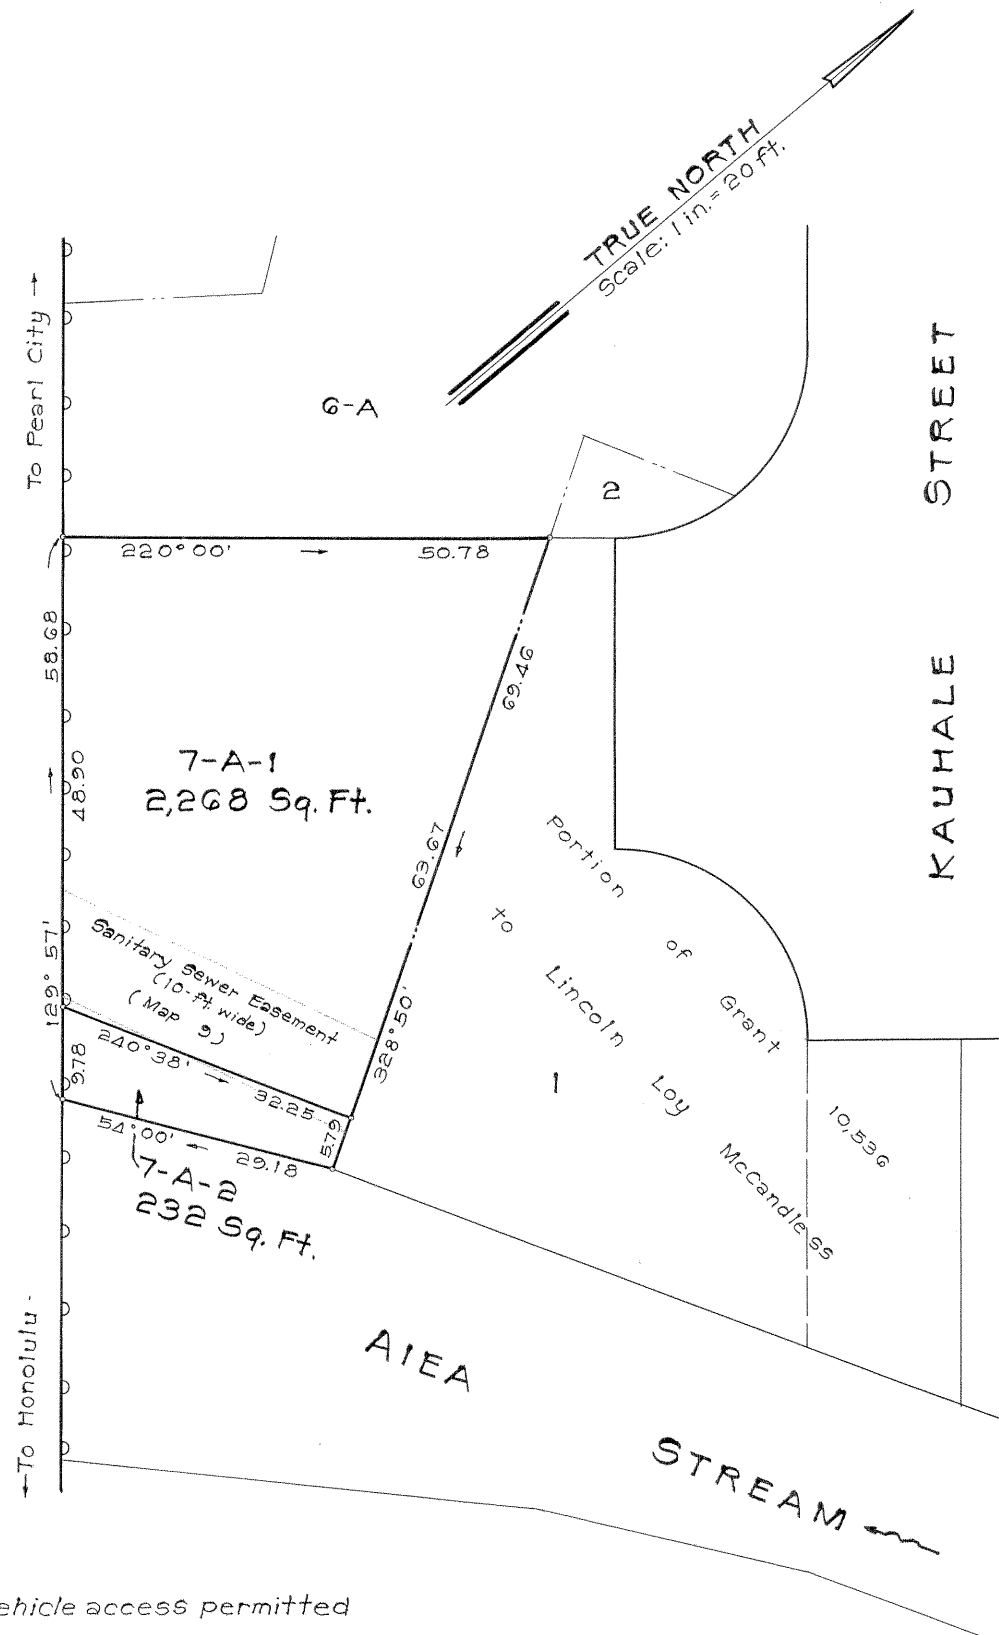 TRUE NORTH
Scale: 1 in. = 20 ft.
To Pearl City →
6-A
2
STREET
220° 00' →
50.78
58.68
69.46
KAUHALE
7-A-1
2,268 Sq. Ft.
48.90
63.67
Portion of Grant 10,536
to Lincoln Loy McCandless
129° 57'
Sanitary Sewer Easement
(10-ft. wide)
(Map 9)
328° 50'
240° 38' →
32.25
9.78
5.79
1
54° 00' ←
29.18
7-A-2
232 Sq. Ft.
AIEA
STREAM
← To Honolulu -
ehicle access permitted